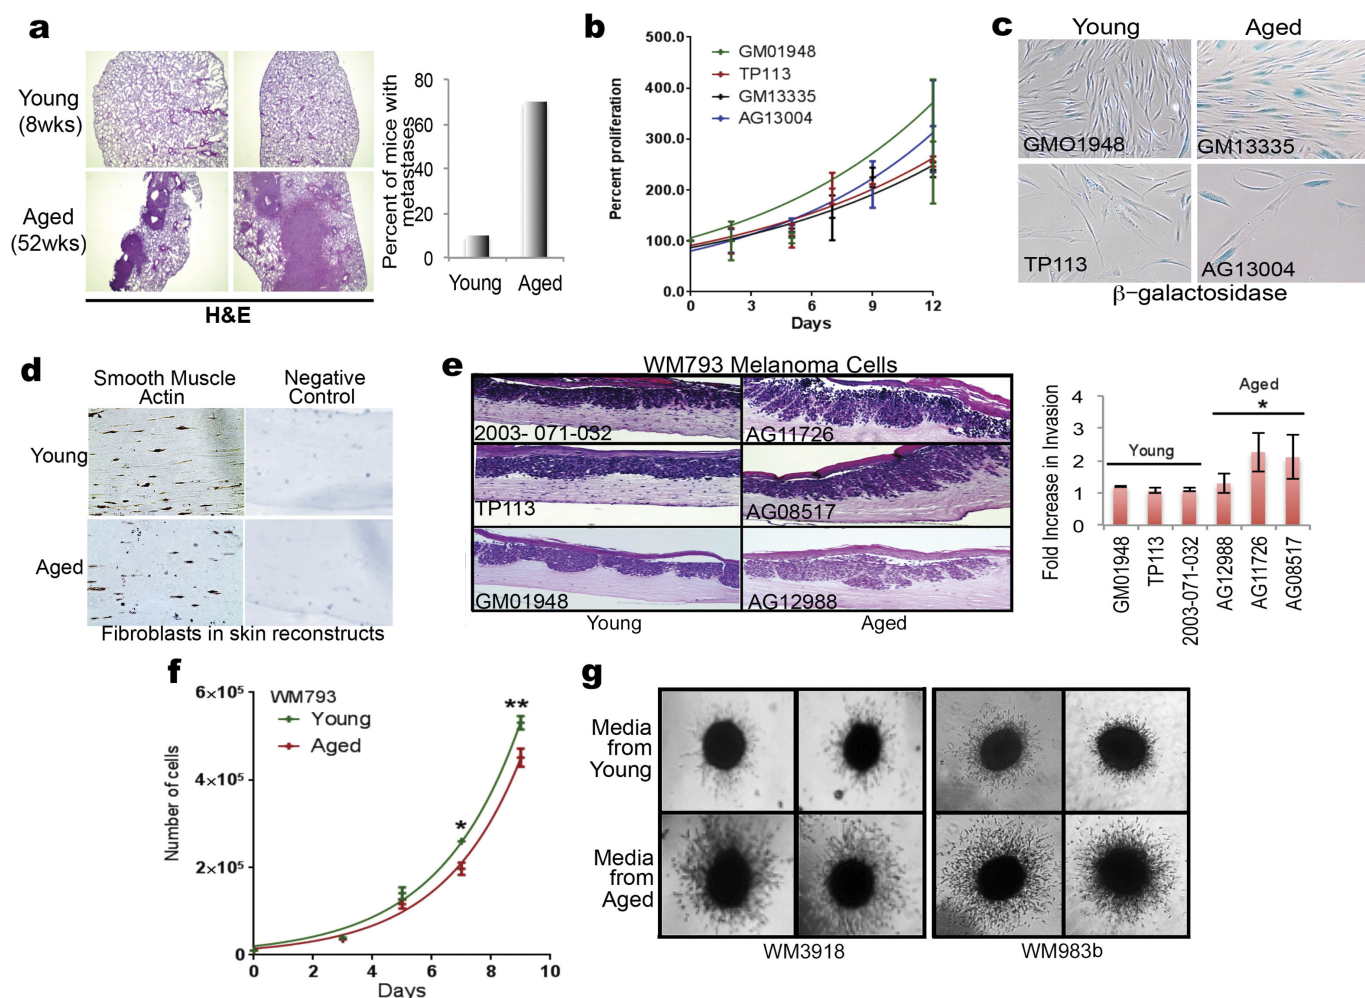 a
Young
(8wks)
Aged
(52wks)
H&E
Percent of mice with
metastases
80
60
40
20
0
Young
Aged
b
500.0
400.0
300.0
200.0
100.0
0.0
Percent proliferation
GM01948
TP113
GM13335
AG13004
0
3
6
9
12
Days
c
Young
Aged
GMO1948
GM13335
TP113
AG13004
β–galactosidase
d
Smooth Muscle
Actin
Negative
Control
Young
Aged
Fibroblasts in skin reconstructs
e
WM793 Melanoma Cells
2003- 071-032
AG11726
TP113
AG08517
GM01948
AG12988
Young
Aged
Fold Increase in Invasion
4
3
2
1
0
Young
Aged
*
GM01948
TP113
2003-071-032
AG12988
AG11726
AG08517
f
WM793
Young
Aged
Number of cells
6×10⁵
4×10⁵
2×10⁵
0
*
**
0
2
4
6
8
10
Days
g
Media
from
Young
Media
from
Aged
WM3918
WM983b